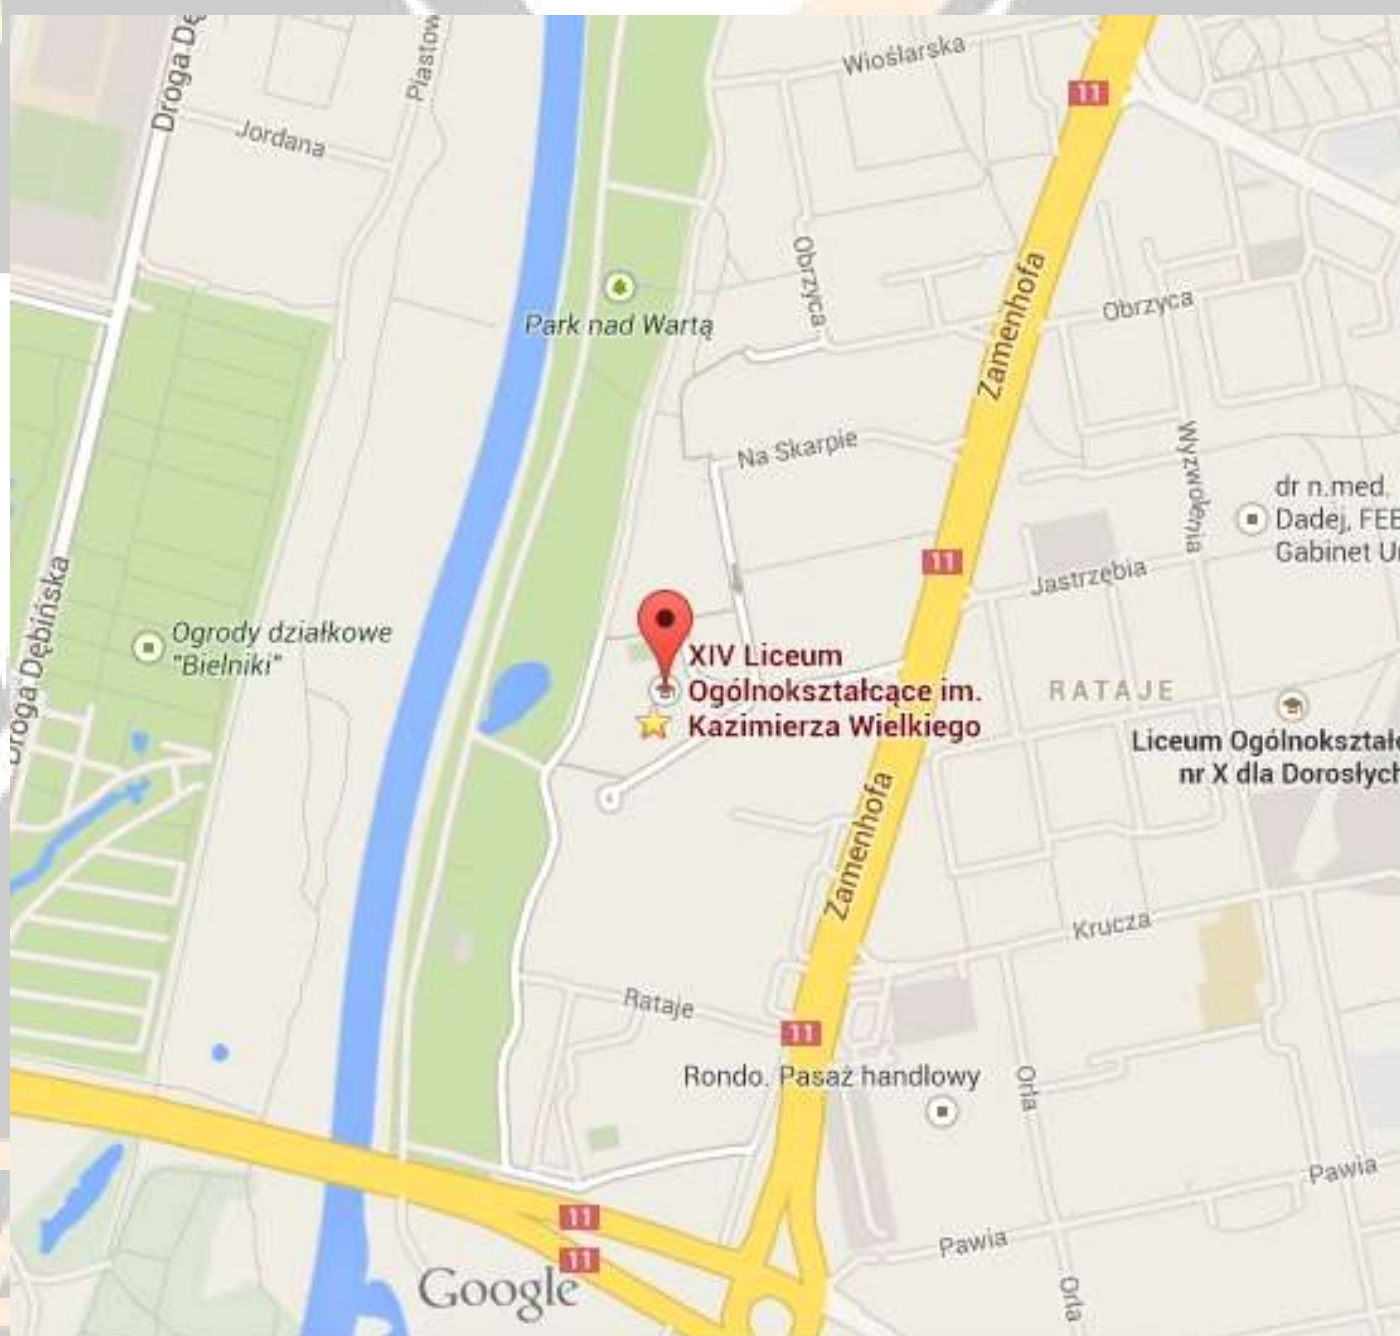 Droga Dę
Piastow
Wioślarska
11
Jordana
Obrzyca
Zamenhofa
Obrzyca
Park nad Wartą
Na Skarpie
Wyzwolenia
dr n.med.
Dadej, FEB
Gabinet Ur
11
Jastrzębia
Droga Dębińska
Ogrody działkowe
"Bielniki"
XIV Liceum
Ogólnokształcące im.
Kazimierza Wielkiego
RATAJE
Liceum Ogólnokształc
nr X dla Dorosłych
Zamenhofa
Krucza
Rataje
11
Rondo. Pasaż handlowy
Orla
Pawia
11
Pawia
11
Google
Orla